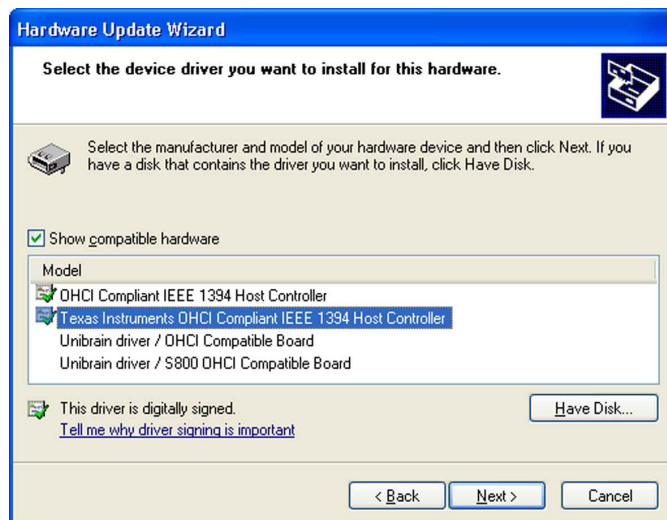 Hardware Update Wizard
Select the device driver you want to install for this hardware.
Select the manufacturer and model of your hardware device and then click Next. If you
have a disk that contains the driver you want to install, click Have Disk.
Show compatible hardware
Model
OHCI Compliant IEEE 1394 Host Controller
Texas Instruments OHCI Compliant IEEE 1394 Host Controller
Unibrain driver / OHCI Compatible Board
Unibrain driver / S800 OHCI Compatible Board
This driver is digitally signed.
Have Disk...
Tell me why driver signing is important
< Back Next > Cancel